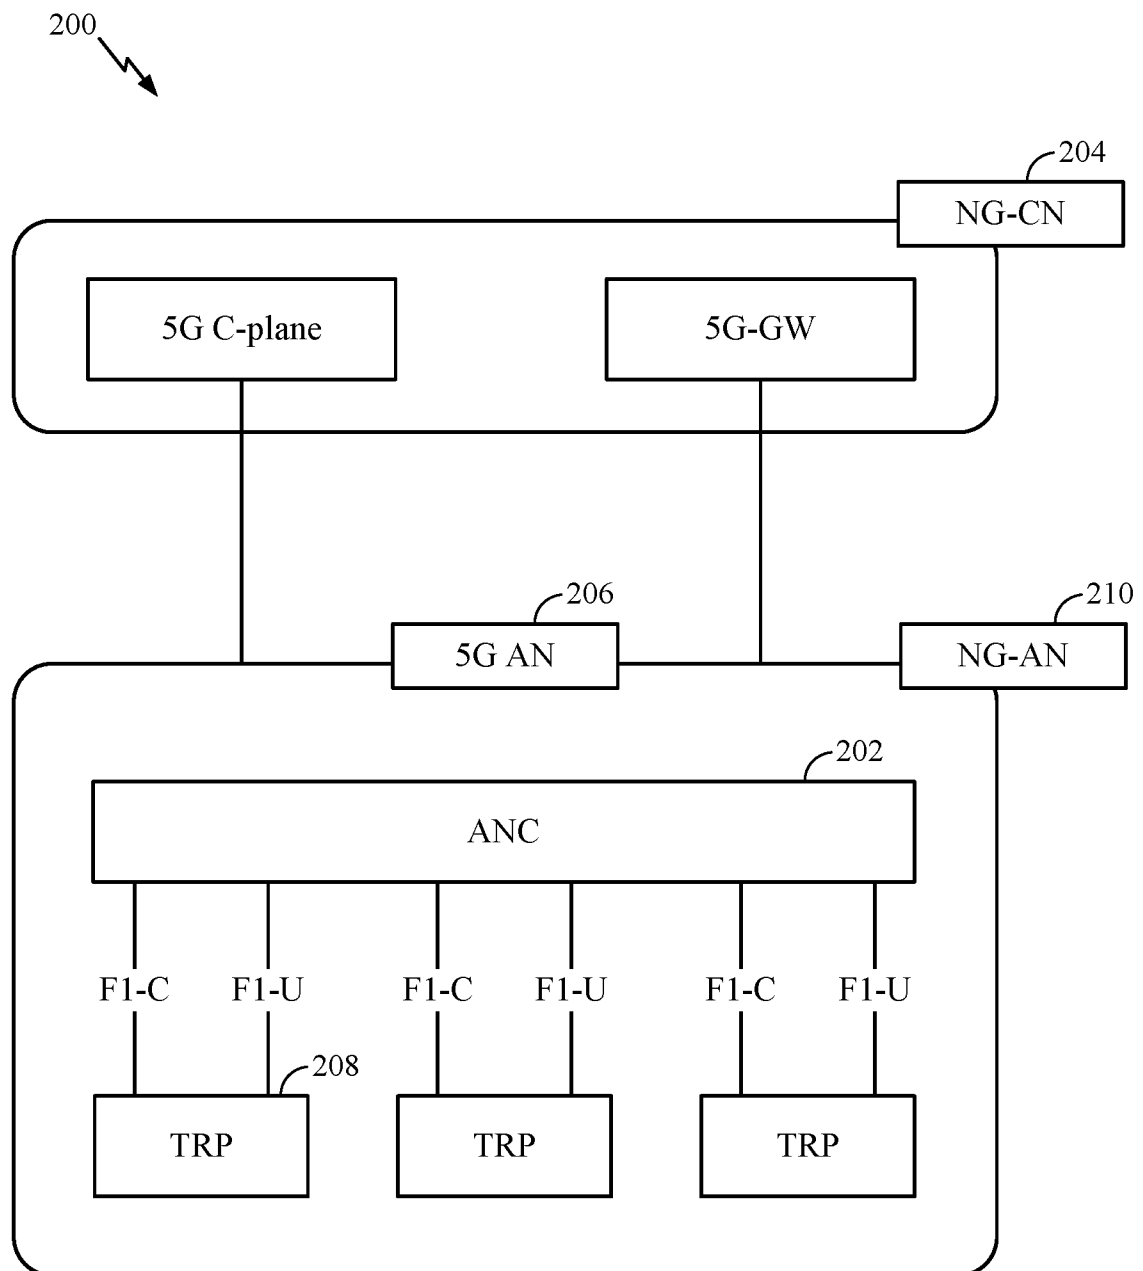 200
204
NG-CN
5G C-plane
5G-GW
206
210
5G AN
NG-AN
202
ANC
F1-C
F1-U
F1-C
F1-U
F1-C
F1-U
208
TRP
TRP
TRP